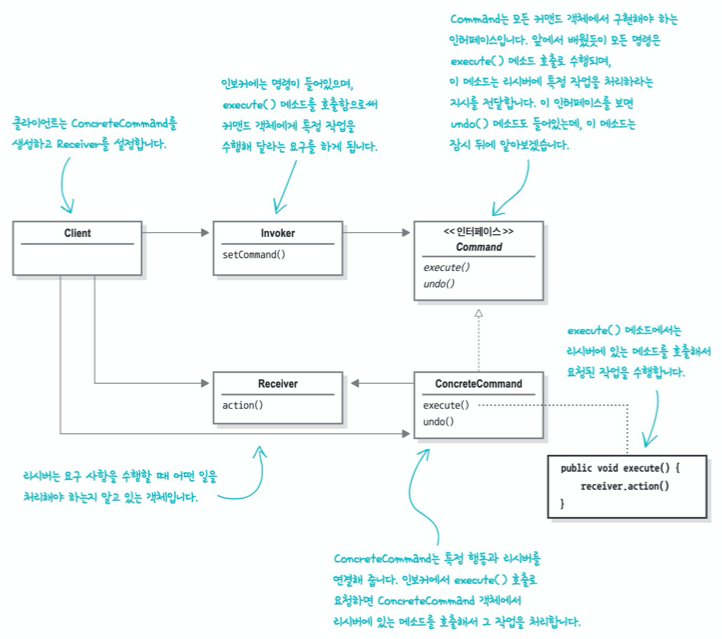 Command는 모든 커맨드 객체에서 구현해야 하는
인터페이스입니다. 앞에서 배웠듯이 모든 명령은
execute() 메소드 호출로 수행되며,
이 메소드는 리시버에 특정 작업을 처리하라는
지시를 전달합니다. 이 인터페이스를 보면
undo() 메소드도 들어있는데, 이 메소드는
잠시 뒤에 알아보겠습니다.
인보커에는 명령이 들어있으며,
execute() 메소드를 호출함으로써
커맨드 객체에게 특정 작업을
수행해 달라는 요구를 하게 됩니다.
클라이언트는 ConcreteCommand를
생성하고 Receiver를 설정합니다.
Client
Invoker
setCommand()
<< 인터페이스 >>
Command
execute()
undo()
execute() 메소드에서는
리시버에 있는 메소드를 호출해서
요청된 작업을 수행합니다.
Receiver
action()
ConcreteCommand
execute()
undo()
public void execute() {
receiver.action()
}
리시버는 요구 사항을 수행할 때 어떤 일을
처리해야 하는지 알고 있는 객체입니다.
ConcreteCommand는 특정 행동과 리시버를
연결해 줍니다. 인보커에서 execute() 호출로
요청하면 ConcreteCommand 객체에서
리시버에 있는 메소드를 호출해서 그 작업을 처리합니다.